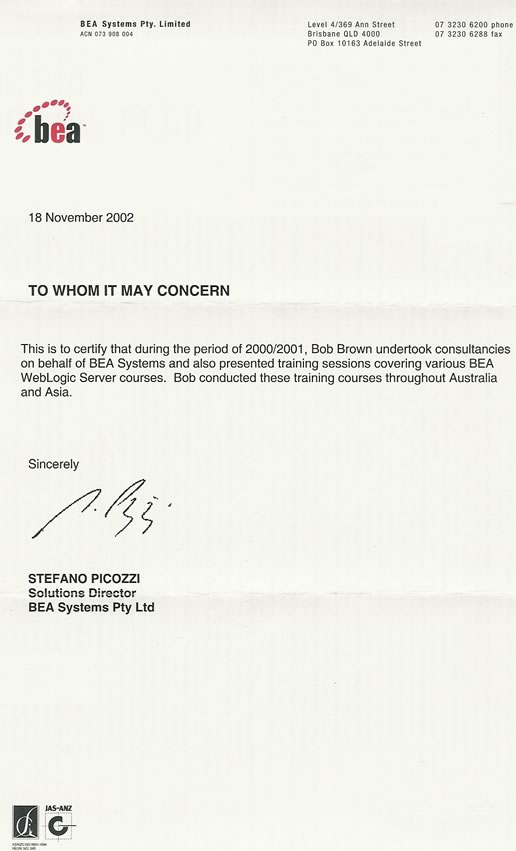 BEA Systems Pty. Limited
ACN 073 908 004
Level 4/369 Ann Street
Brisbane QLD 4000
PO Box 10163 Adelaide Street
07 3230 6200 phone
07 3230 6288 fax
bea
18 November 2002
TO WHOM IT MAY CONCERN
This is to certify that during the period of 2000/2001, Bob Brown undertook consultancies
on behalf of BEA Systems and also presented training sessions covering various BEA
WebLogic Server courses. Bob conducted these training courses throughout Australia
and Asia.
Sincerely
STEFANO PICOZZI
Solutions Director
BEA Systems Pty Ltd
JAS-ANZ